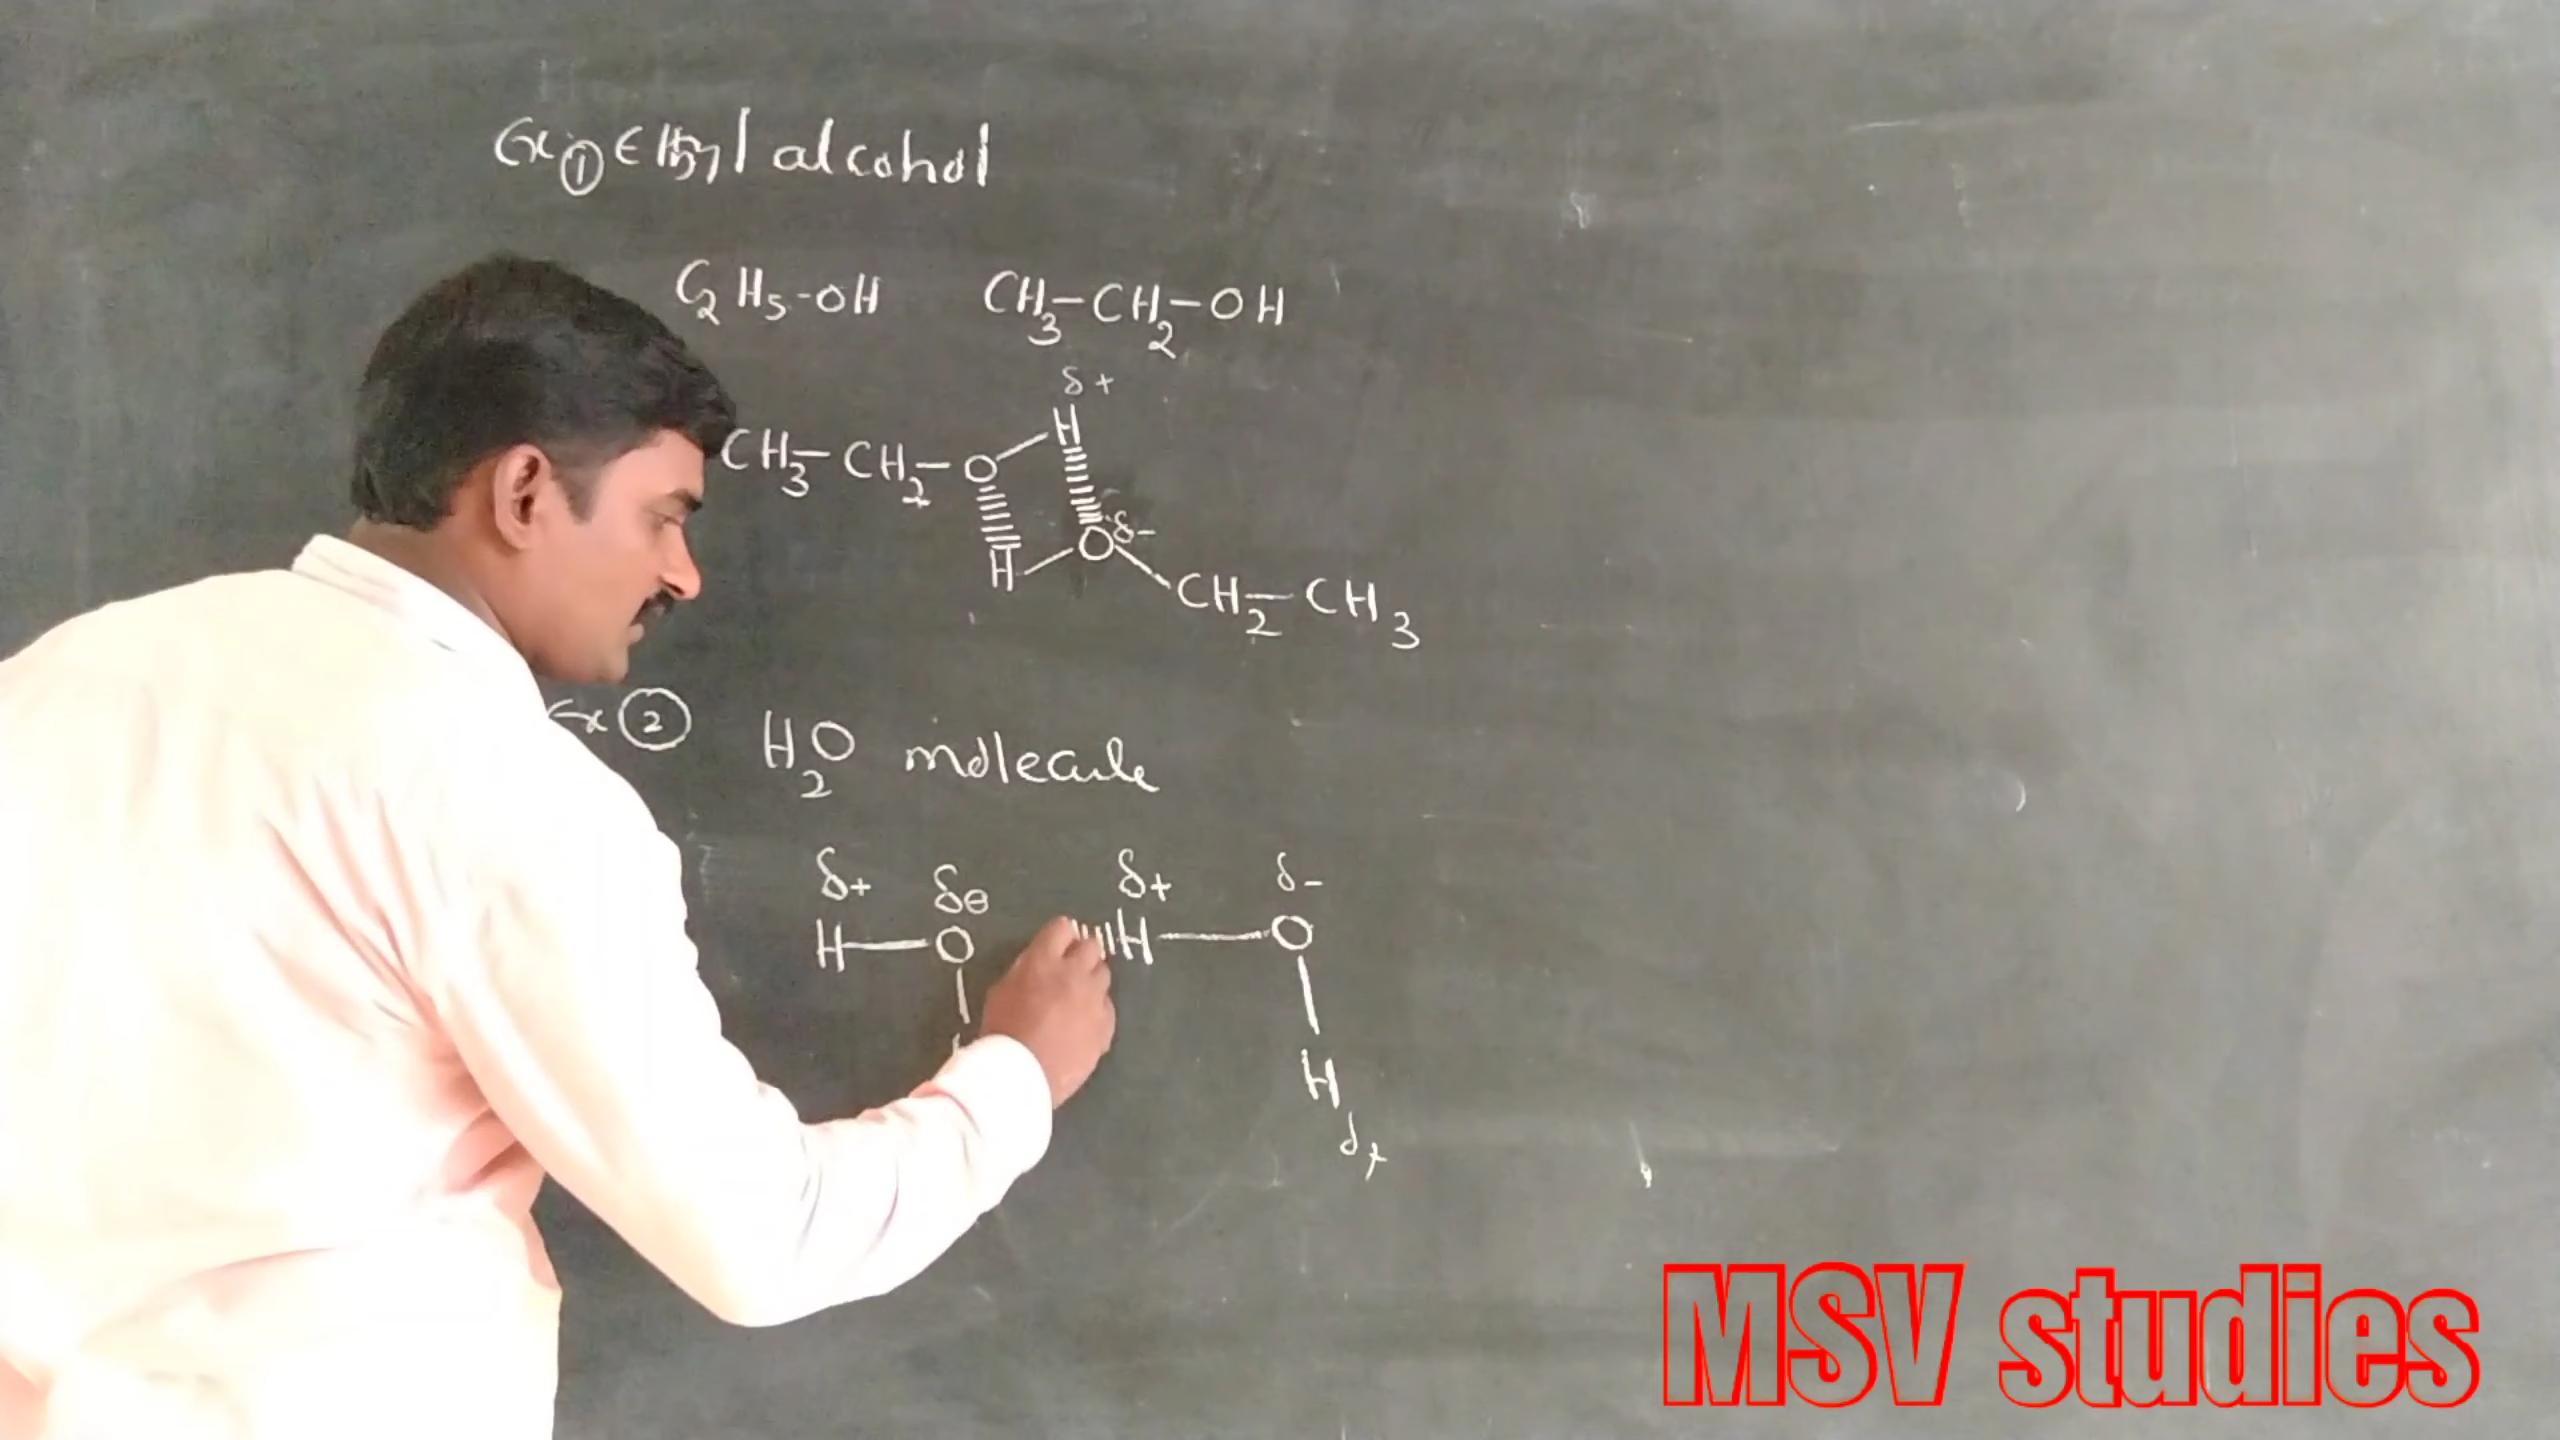 Ex ① Ethyl alcohol
C2H5-OH CH3-CH2-OH
δ+
CH3-CH2-O-H
δ-
H-O-CH2-CH3
Ex ② H2O molecule
δ+ δ⊖ δ+ δ-
H-O H-O
H
δ+
MSV studies